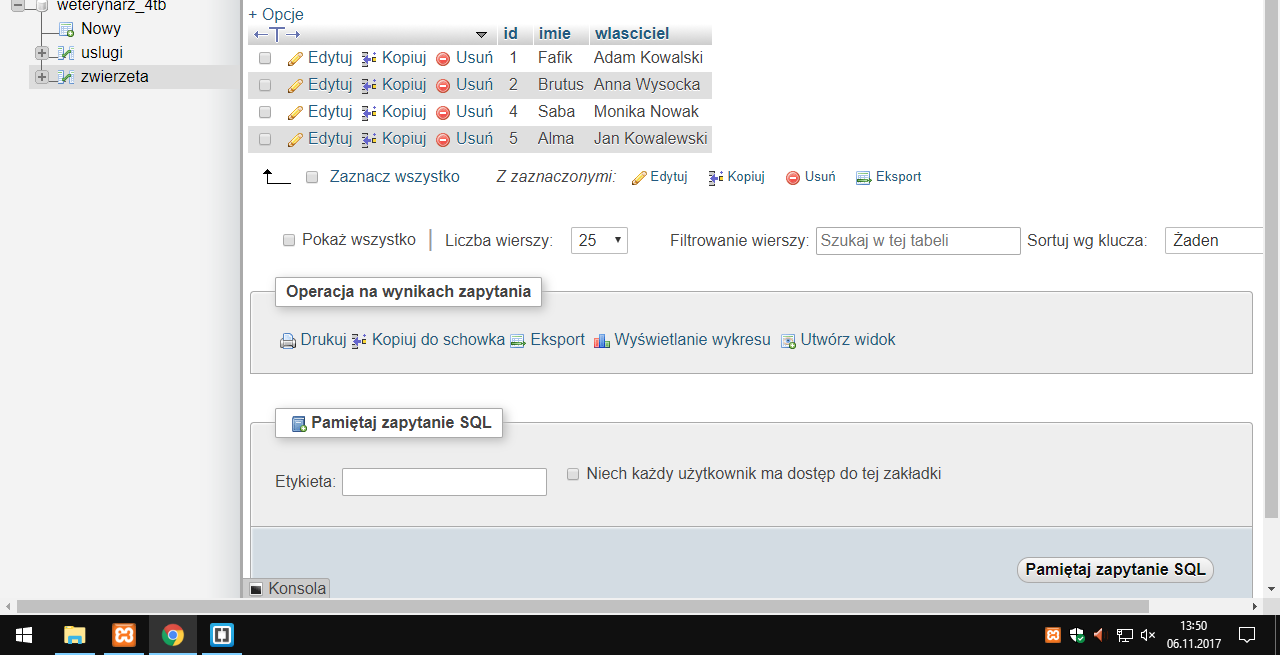 weterynarz_4tb
Nowy
uslugi
zwierzeta
+ Opcje
←T→ id imie wlasciciel
Edytuj Kopiuj Usuń 1 Fafik Adam Kowalski
Edytuj Kopiuj Usuń 2 Brutus Anna Wysocka
Edytuj Kopiuj Usuń 4 Saba Monika Nowak
Edytuj Kopiuj Usuń 5 Alma Jan Kowalewski
Zaznacz wszystko Z zaznaczonymi: Edytuj Kopiuj Usuń Eksport
Pokaż wszystko Liczba wierszy: 25 Filtrowanie wierszy: Szukaj w tej tabeli Sortuj wg klucza: Żaden
Operacja na wynikach zapytania
Drukuj Kopiuj do schowka Eksport Wyświetlanie wykresu Utwórz widok
Pamiętaj zapytanie SQL
Etykieta: Niech każdy użytkownik ma dostęp do tej zakładki
Pamiętaj zapytanie SQL
Konsola
13:50
06.11.2017